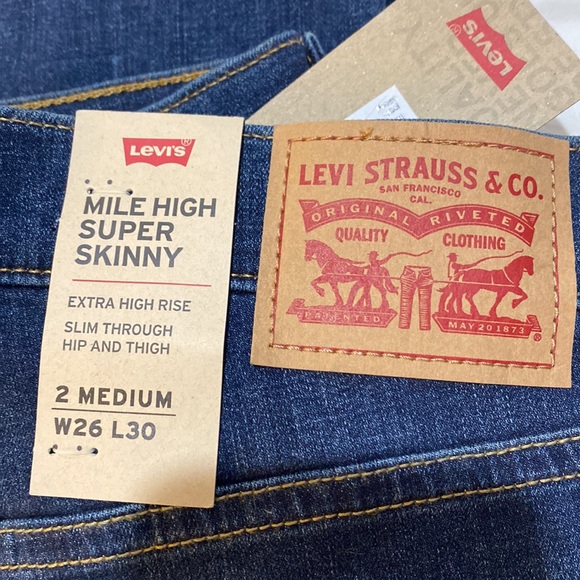 LEVI'S®
MILE HIGH
SUPER
SKINNY
EXTRA HIGH RISE
SLIM THROUGH
HIP AND THIGH
2 MEDIUM
W26 L30
LEVI STRAUSS & CO.
SAN FRANCISCO
CAL.
ORIGINAL RIVETED
QUALITY CLOTHING
PATENTED MAY 20 1873
®
LEVI'S